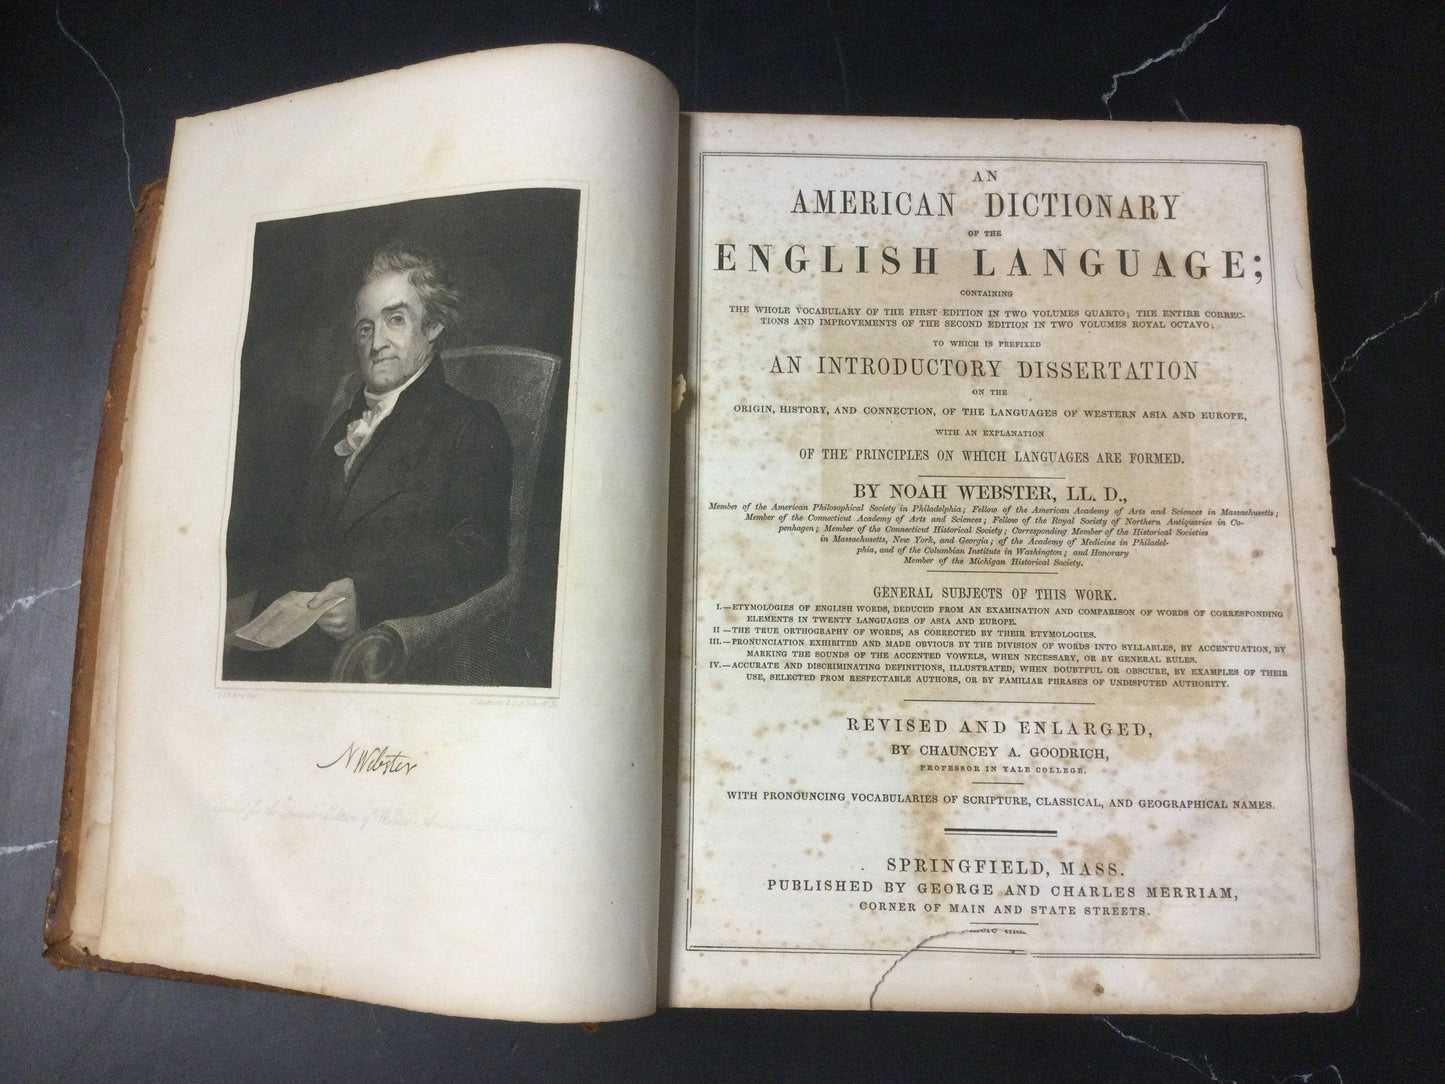 N Webster
AN
AMERICAN DICTIONARY
OF THE
ENGLISH LANGUAGE;
CONTAINING
THE WHOLE VOCABULARY OF THE FIRST EDITION IN TWO VOLUMES QUARTO; THE ENTIRE CORREC-
TIONS AND IMPROVEMENTS OF THE SECOND EDITION IN TWO VOLUMES ROYAL OCTAVO;
TO WHICH IS PREFIXED
AN INTRODUCTORY DISSERTATION
ON THE
ORIGIN, HISTORY, AND CONNECTION, OF THE LANGUAGES OF WESTERN ASIA AND EUROPE,
WITH AN EXPLANATION
OF THE PRINCIPLES ON WHICH LANGUAGES ARE FORMED.
BY NOAH WEBSTER, LL. D.,
Member of the American Philosophical Society in Philadelphia; Fellow of the American Academy of Arts and Sciences in Massachusetts;
Member of the Connecticut Academy of Arts and Sciences; Fellow of the Royal Society of Northern Antiquaries in Co-
penhagen; Member of the Connecticut Historical Society; Corresponding Member of the Historical Societies
in Massachusetts, New York, and Georgia; of the Academy of Medicine in Philadel-
phia, and of the Columbian Institute in Washington; and Honorary
Member of the Michigan Historical Society.
GENERAL SUBJECTS OF THIS WORK.
I.—ETYMOLOGIES OF ENGLISH WORDS, DEDUCED FROM AN EXAMINATION AND COMPARISON OF WORDS OF CORRESPONDING
ELEMENTS IN TWENTY LANGUAGES OF ASIA AND EUROPE.
II—THE TRUE ORTHOGRAPHY OF WORDS, AS CORRECTED BY THEIR ETYMOLOGIES.
III.—PRONUNCIATION EXHIBITED AND MADE OBVIOUS BY THE DIVISION OF WORDS INTO SYLLABLES, BY ACCENTUATION, BY
MARKING THE SOUNDS OF THE ACCENTED VOWELS, WHEN NECESSARY, OR BY GENERAL RULES.
IV.—ACCURATE AND DISCRIMINATING DEFINITIONS, ILLUSTRATED, WHEN DOUBTFUL OR OBSCURE, BY EXAMPLES OF THEIR
USE, SELECTED FROM RESPECTABLE AUTHORS, OR BY FAMILIAR PHRASES OF UNDISPUTED AUTHORITY.
REVISED AND ENLARGED,
BY CHAUNCEY A. GOODRICH,
PROFESSOR IN YALE COLLEGE.
WITH PRONOUNCING VOCABULARIES OF SCRIPTURE, CLASSICAL, AND GEOGRAPHICAL NAMES.
SPRINGFIELD, MASS.
PUBLISHED BY GEORGE AND CHARLES MERRIAM,
CORNER OF MAIN AND STATE STREETS.